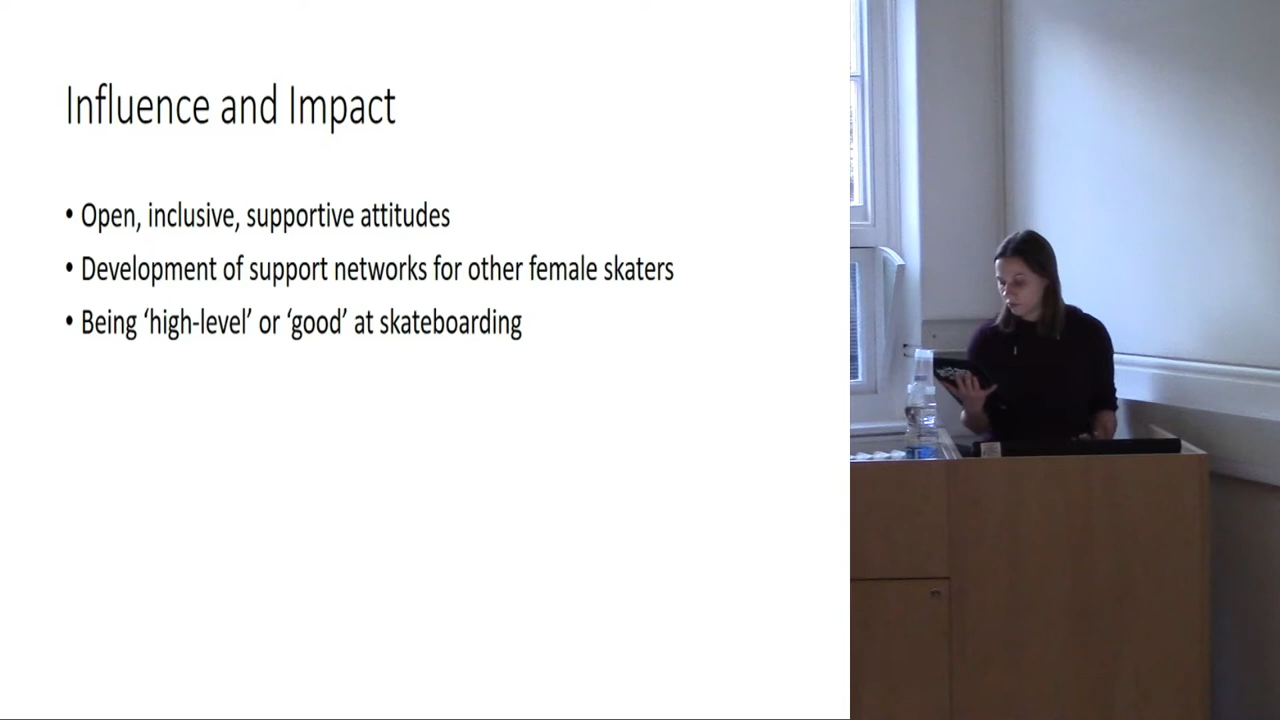 Influence and Impact
• Open, inclusive, supportive attitudes
• Development of support networks for other female skaters
• Being ‘high-level’ or ‘good’ at skateboarding